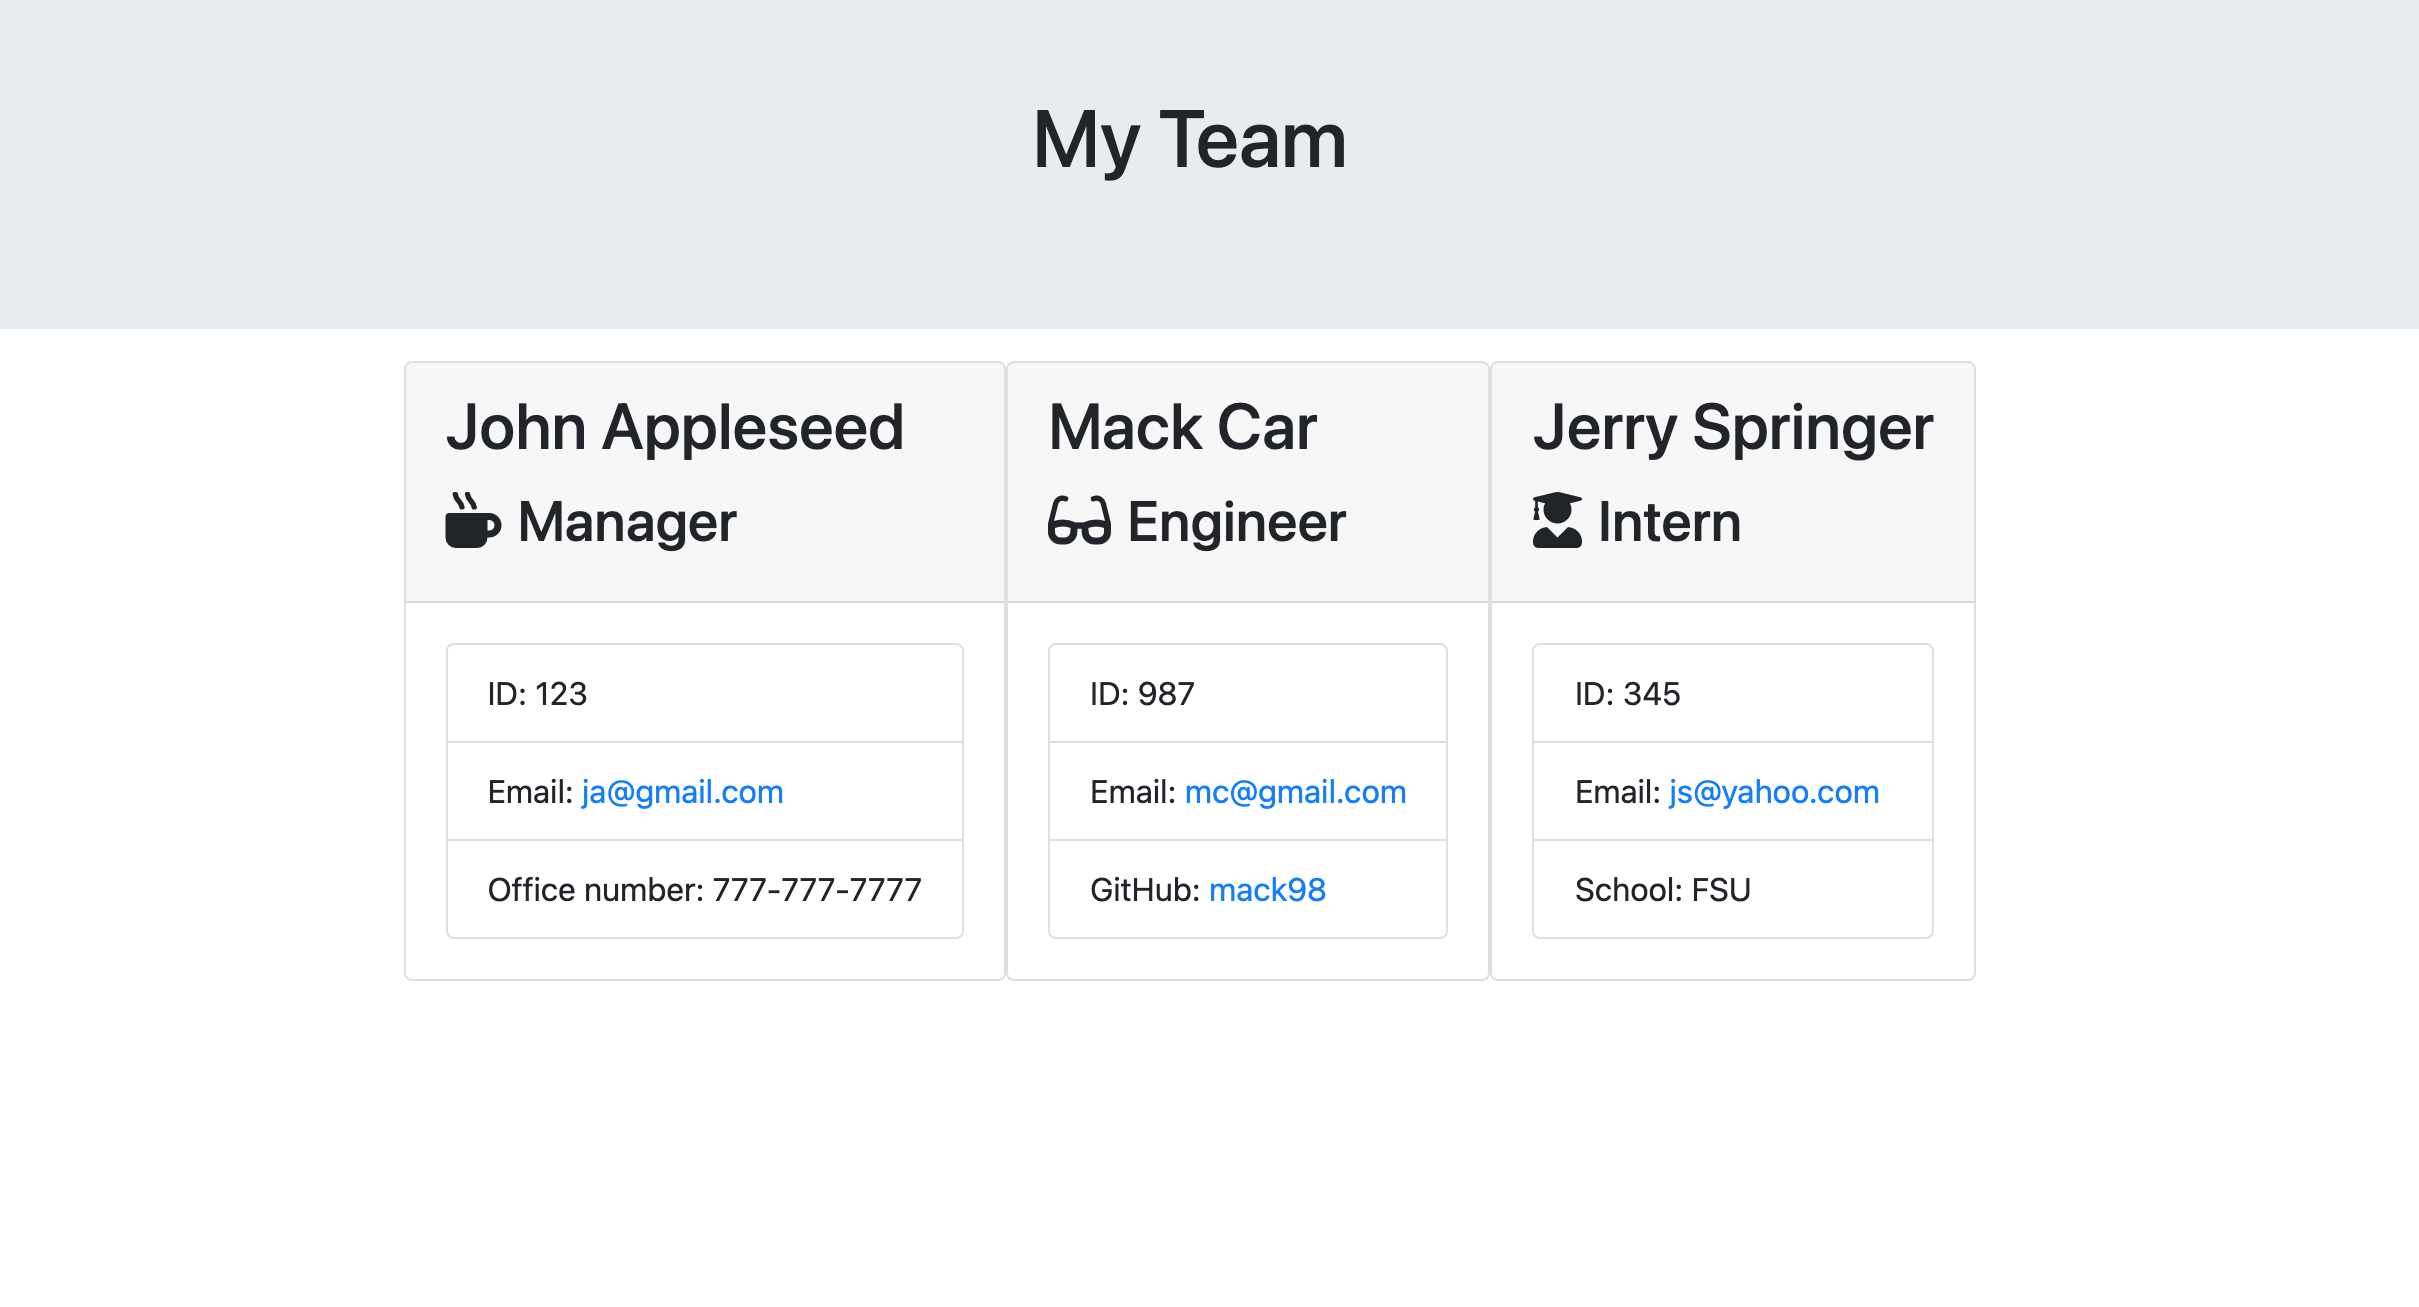 My Team
John Appleseed
Manager
ID: 123
Email: ja@gmail.com
Office number: 777-777-7777
Mack Car
Engineer
ID: 987
Email: mc@gmail.com
GitHub: mack98
Jerry Springer
Intern
ID: 345
Email: js@yahoo.com
School: FSU